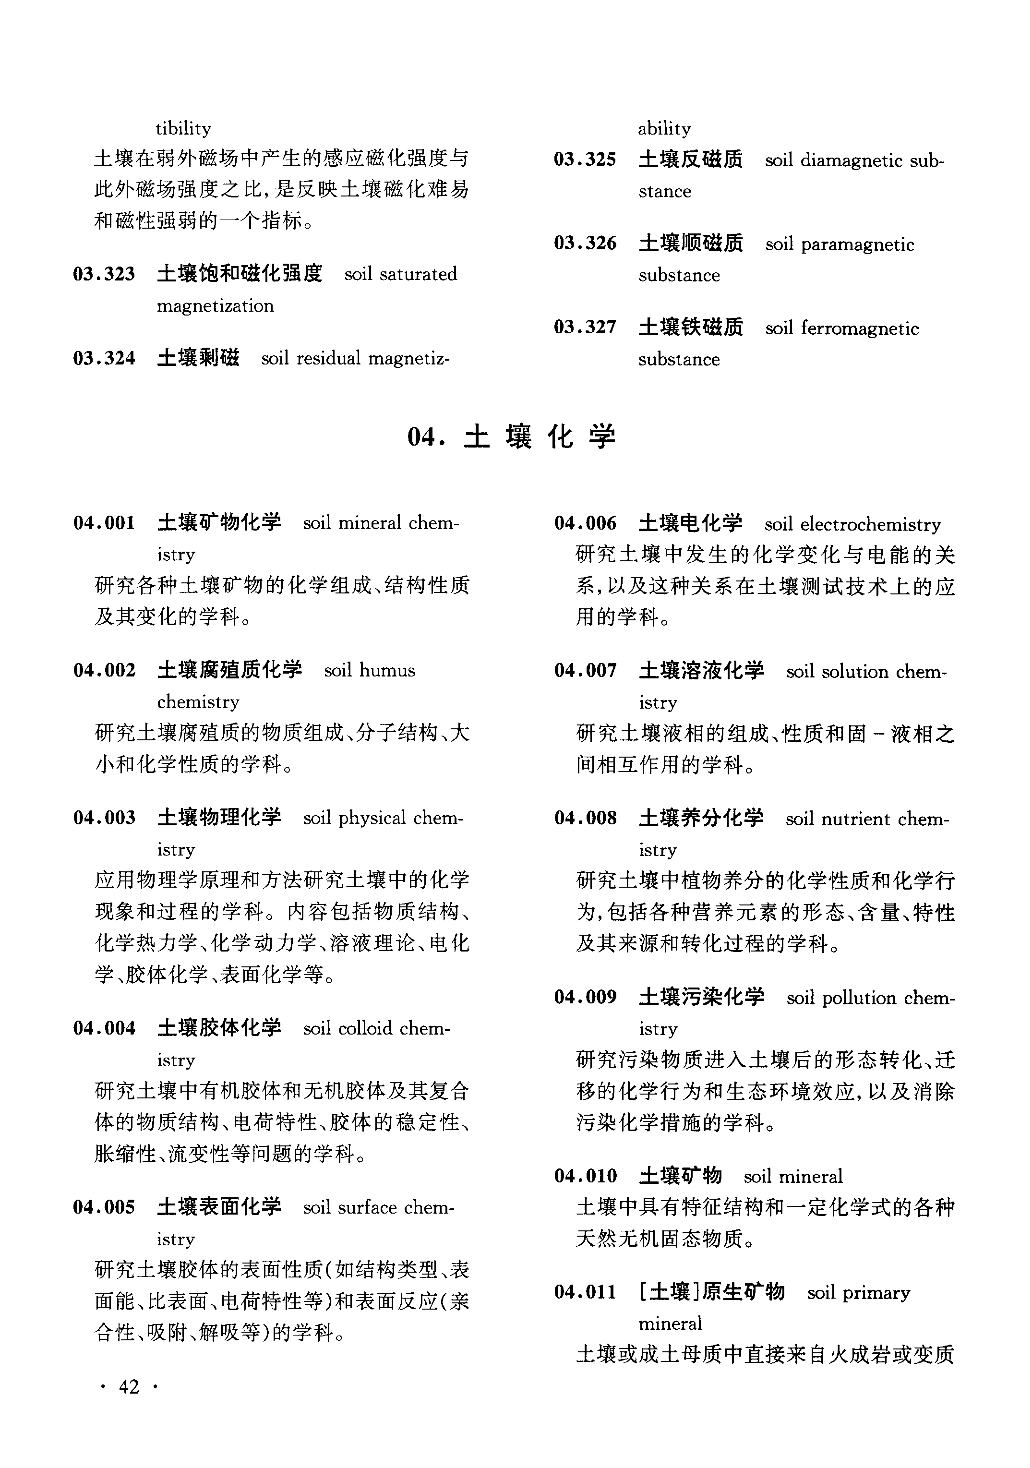 tibility
土壤在弱外磁场中产生的感应磁化强度与
此外磁场强度之比,是反映土壤磁化难易
和磁性强弱的一个指标。
03.323 土壤饱和磁化强度 soil saturated
magnetization
03.324 土壤剩磁 soil residual magnetiz-
ability
03.325 土壤反磁质 soil diamagnetic sub-
stance
03.326 土壤顺磁质 soil paramagnetic
substance
03.327 土壤铁磁质 soil ferromagnetic
substance
04. 土壤化学
04.001 土壤矿物化学 soil mineral chem-
istry
研究各种土壤矿物的化学组成、结构性质
及其变化的学科。
04.002 土壤腐殖质化学 soil humus
chemistry
研究土壤腐殖质的物质组成、分子结构、大
小和化学性质的学科。
04.003 土壤物理化学 soil physical chem-
istry
应用物理学原理和方法研究土壤中的化学
现象和过程的学科。内容包括物质结构、
化学热力学、化学动力学、溶液理论、电化
学、胶体化学、表面化学等。
04.004 土壤胶体化学 soil colloid chem-
istry
研究土壤中有机胶体和无机胶体及其复合
体的物质结构、电荷特性、胶体的稳定性、
胀缩性、流变性等问题的学科。
04.005 土壤表面化学 soil surface chem-
istry
研究土壤胶体的表面性质(如结构类型、表
面能、比表面、电荷特性等)和表面反应(亲
合性、吸附、解吸等)的学科。
04.006 土壤电化学 soil electrochemistry
研究土壤中发生的化学变化与电能的关
系,以及这种关系在土壤测试技术上的应
用的学科。
04.007 土壤溶液化学 soil solution chem-
istry
研究土壤液相的组成、性质和固-液相之
间相互作用的学科。
04.008 土壤养分化学 soil nutrient chem-
istry
研究土壤中植物养分的化学性质和化学行
为,包括各种营养元素的形态、含量、特性
及其来源和转化过程的学科。
04.009 土壤污染化学 soil pollution chem-
istry
研究污染物质进入土壤后的形态转化、迁
移的化学行为和生态环境效应,以及消除
污染化学措施的学科。
04.010 土壤矿物 soil mineral
土壤中具有特征结构和一定化学式的各种
天然无机固态物质。
04.011 [土壤]原生矿物 soil primary
mineral
土壤或成土母质中直接来自火成岩或变质
· 42 ·